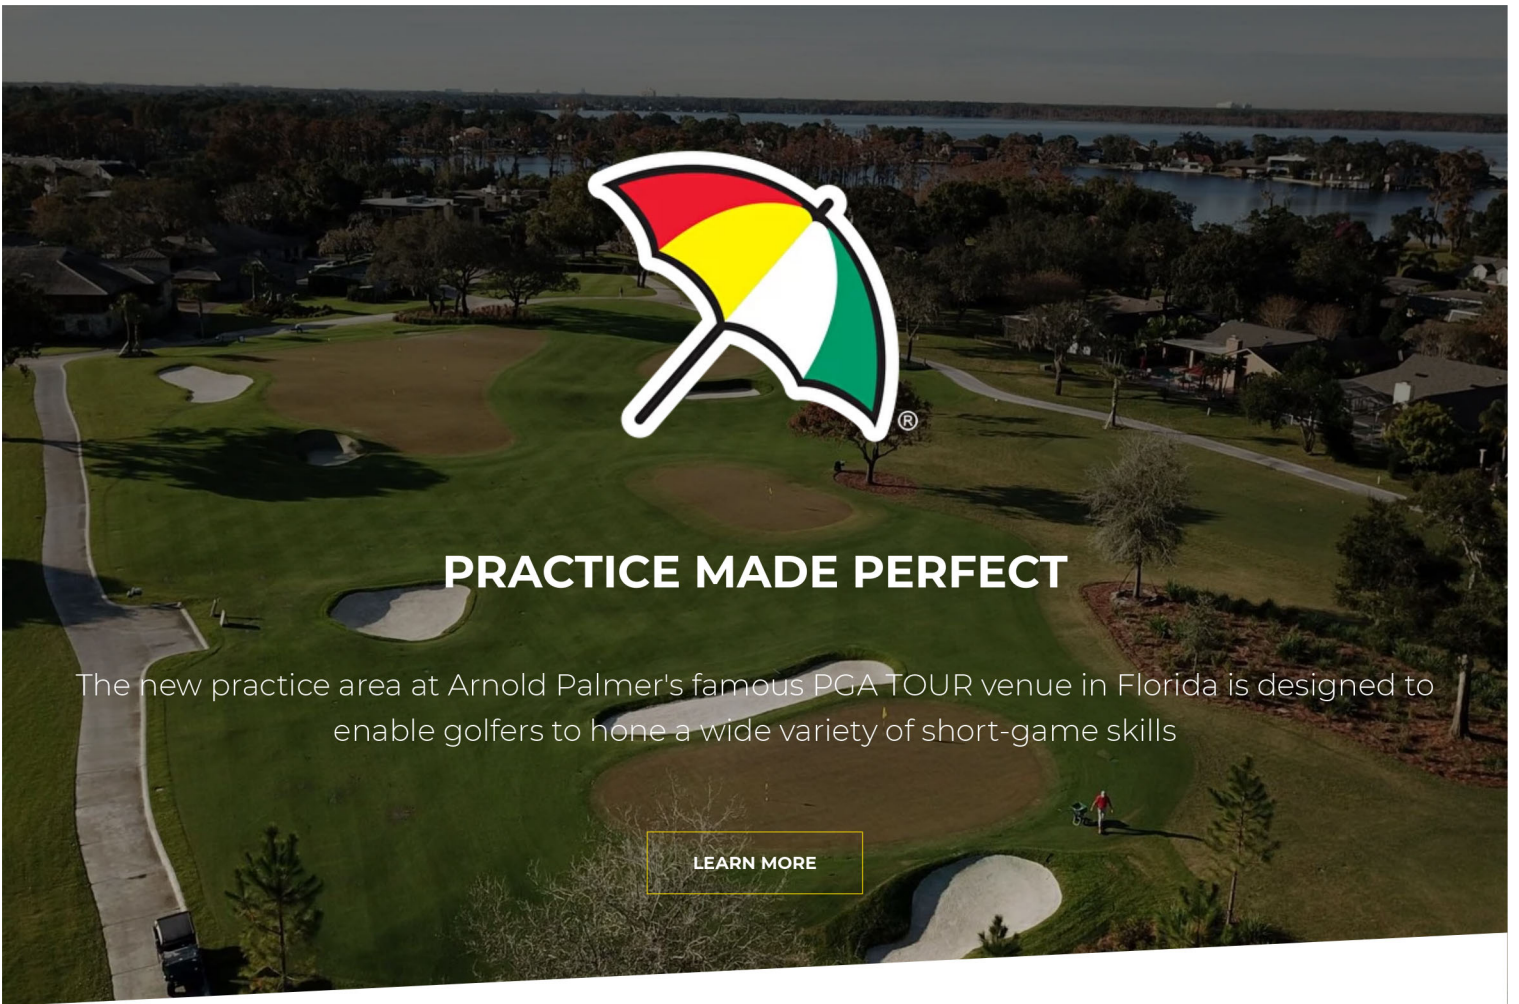 ®
PRACTICE MADE PERFECT
The new practice area at Arnold Palmer's famous PGA TOUR venue in Florida is designed to
enable golfers to hone a wide variety of short-game skills
LEARN MORE